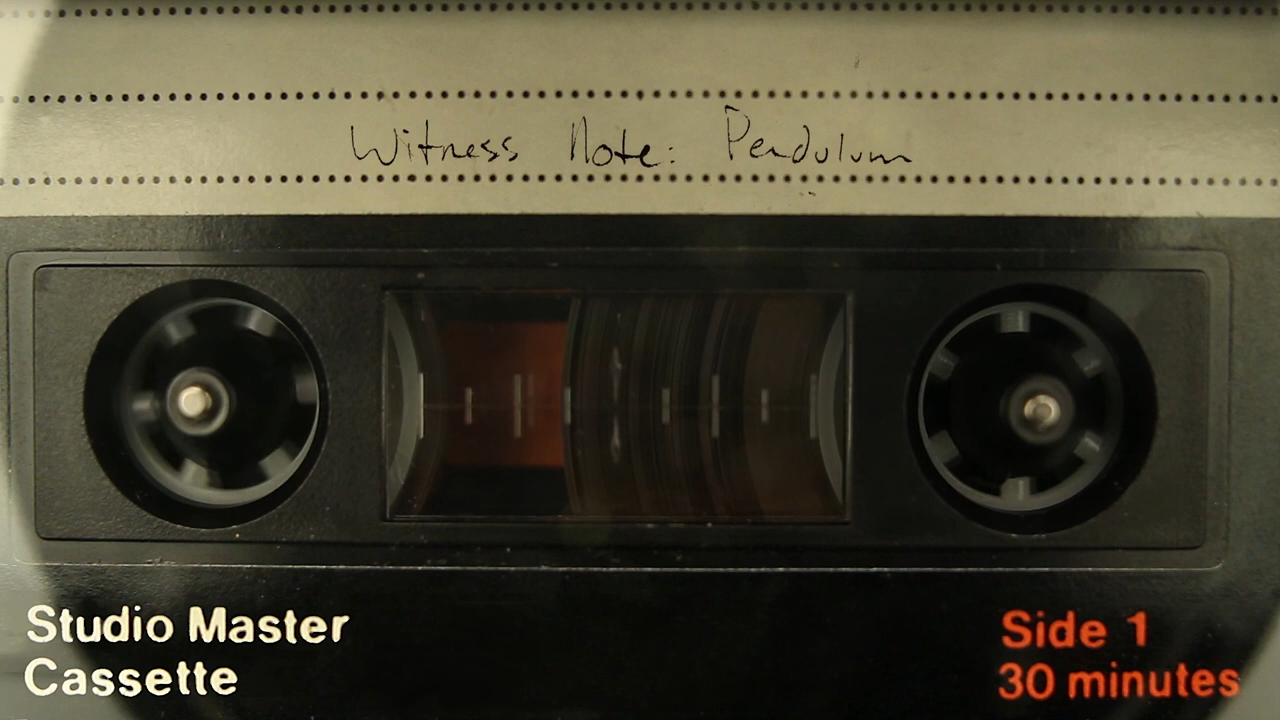 Witness Note: Pendulum
Studio Master
Cassette
Side 1
30 minutes